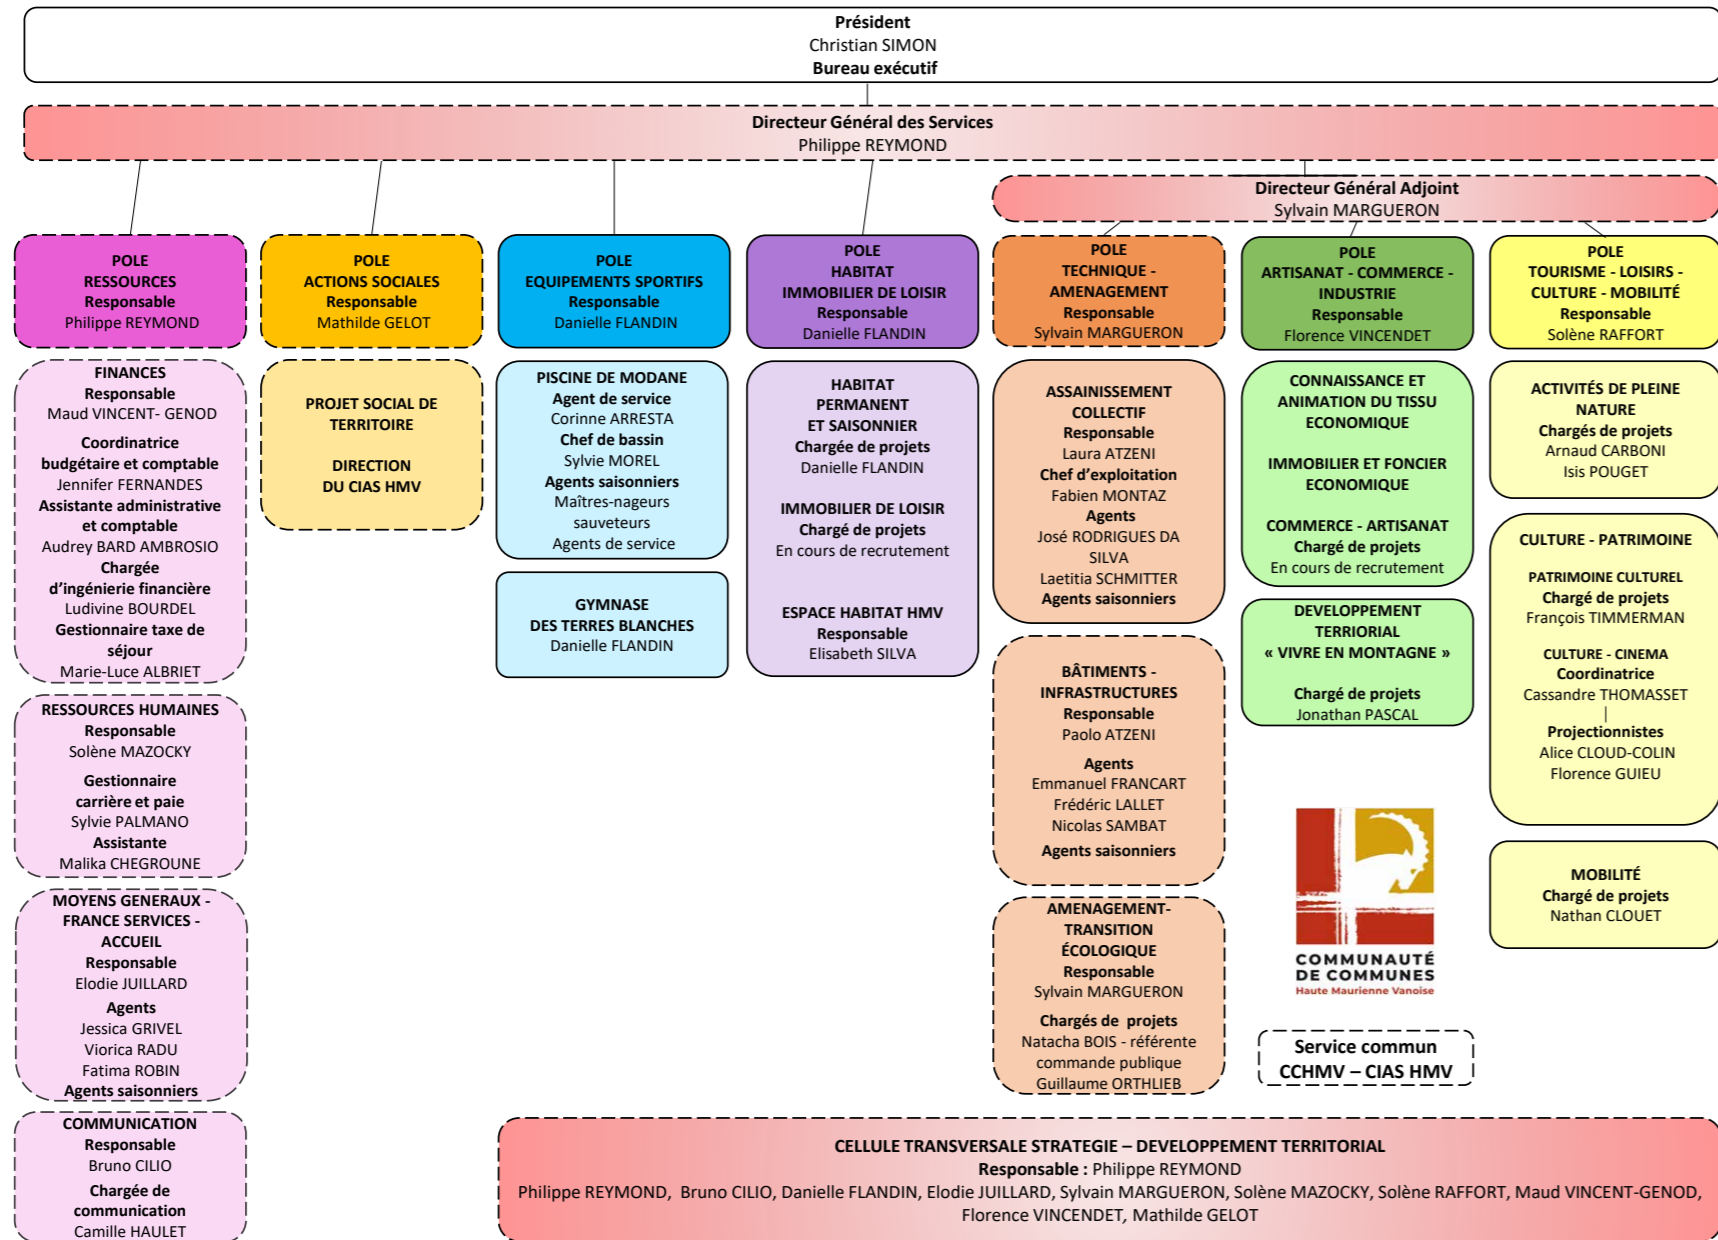 Président
Christian SIMON
Bureau exécutif
Directeur Général des Services
Philippe REYMOND
Directeur Général Adjoint
Sylvain MARGUERON
POLE
RESSOURCES
Responsable
Philippe REYMOND
FINANCES
Responsable
Maud VINCENT- GENOD
Coordinatrice
budgétaire et comptable
Jennifer FERNANDES
Assistante administrative
et comptable
Audrey BARD AMBROSIO
Chargée
d’ingénierie financière
Ludivine BOURDEL
Gestionnaire taxe de
séjour
Marie-Luce ALBRIET
RESSOURCES HUMAINES
Responsable
Solène MAZOCKY
Gestionnaire
carrière et paie
Sylvie PALMANO
Assistante
Malika CHEGROUNE
MOYENS GENERAUX -
FRANCE SERVICES -
ACCUEIL
Responsable
Elodie JUILLARD
Agents
Jessica GRIVEL
Viorica RADU
Fatima ROBIN
Agents saisonniers
COMMUNICATION
Responsable
Bruno CILIO
Chargée de
communication
Camille HAULET
POLE
ACTIONS SOCIALES
Responsable
Mathilde GELOT
PROJET SOCIAL DE
TERRITOIRE
DIRECTION
DU CIAS HMV
POLE
EQUIPEMENTS SPORTIFS
Responsable
Danielle FLANDIN
PISCINE DE MODANE
Agent de service
Corinne ARRESTA
Chef de bassin
Sylvie MOREL
Agents saisonniers
Maîtres-nageurs
sauveteurs
Agents de service
GYMNASE
DES TERRES BLANCHES
Danielle FLANDIN
POLE
HABITAT
IMMOBILIER DE LOISIR
Responsable
Danielle FLANDIN
HABITAT
PERMANENT
ET SAISONNIER
Chargée de projets
Danielle FLANDIN
IMMOBILIER DE LOISIR
Chargé de projets
En cours de recrutement
ESPACE HABITAT HMV
Responsable
Elisabeth SILVA
POLE
TECHNIQUE -
AMENAGEMENT
Responsable
Sylvain MARGUERON
ASSAINISSEMENT
COLLECTIF
Responsable
Laura ATZENI
Chef d’exploitation
Fabien MONTAZ
Agents
José RODRIGUES DA
SILVA
Laetitia SCHMITTER
Agents saisonniers
BÂTIMENTS -
INFRASTRUCTURES
Responsable
Paolo ATZENI
Agents
Emmanuel FRANCART
Frédéric LALLET
Nicolas SAMBAT
Agents saisonniers
AMENAGEMENT-
TRANSITION
ÉCOLOGIQUE
Responsable
Sylvain MARGUERON
Chargés de projets
Natacha BOIS - référente
commande publique
Guillaume ORTHLIEB
POLE
ARTISANAT - COMMERCE -
INDUSTRIE
Responsable
Florence VINCENDET
CONNAISSANCE ET
ANIMATION DU TISSU
ECONOMIQUE
IMMOBILIER ET FONCIER
ECONOMIQUE
COMMERCE - ARTISANAT
Chargé de projets
En cours de recrutement
DEVELOPPEMENT
TERRIORIAL
« VIVRE EN MONTAGNE »
Chargé de projets
Jonathan PASCAL
POLE
TOURISME - LOISIRS -
CULTURE - MOBILITÉ
Responsable
Solène RAFFORT
ACTIVITÉS DE PLEINE
NATURE
Chargés de projets
Arnaud CARBONI
Isis POUGET
CULTURE - PATRIMOINE
PATRIMOINE CULTUREL
Chargé de projets
François TIMMERMAN
CULTURE - CINEMA
Coordinatrice
Cassandre THOMASSET
Projectionnistes
Alice CLOUD-COLIN
Florence GUIEU
MOBILITÉ
Chargé de projets
Nathan CLOUET
COMMUNAUTÉ
DE COMMUNES
Haute Maurienne Vanoise
Service commun
CCHMV – CIAS HMV
CELLULE TRANSVERSALE STRATEGIE – DEVELOPPEMENT TERRITORIAL
Responsable : Philippe REYMOND
Philippe REYMOND, Bruno CILIO, Danielle FLANDIN, Elodie JUILLARD, Sylvain MARGUERON, Solène MAZOCKY, Solène RAFFORT, Maud VINCENT-GENOD,
Florence VINCENDET, Mathilde GELOT